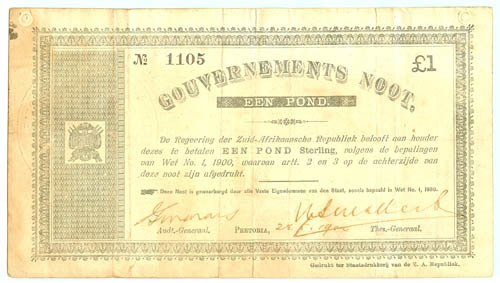 № 1105
£1
GOUVERNEMENTS NOOT,
EEN POND.
De Regeering der Zuid-Afrikaansche Republiek belooft aan houder
dezes te betalen EEN POND Sterling, volgens de bepalingen
van Wet No. 1, 1900, waarvan artt. 2 en 3 op de achterzijde van
deze noot zijn afgedrukt.
Deze Noot is gewaarborgd door alle Vaste Eigendommen van den Staat, zooals bepaald in Wet No. 1, 1900.
Audt.-Generaal. PRETORIA, 28 1900 Thes.-Generaal.
Gedrukt ter Staatsdrukkerij van de Z. A. Republiek.